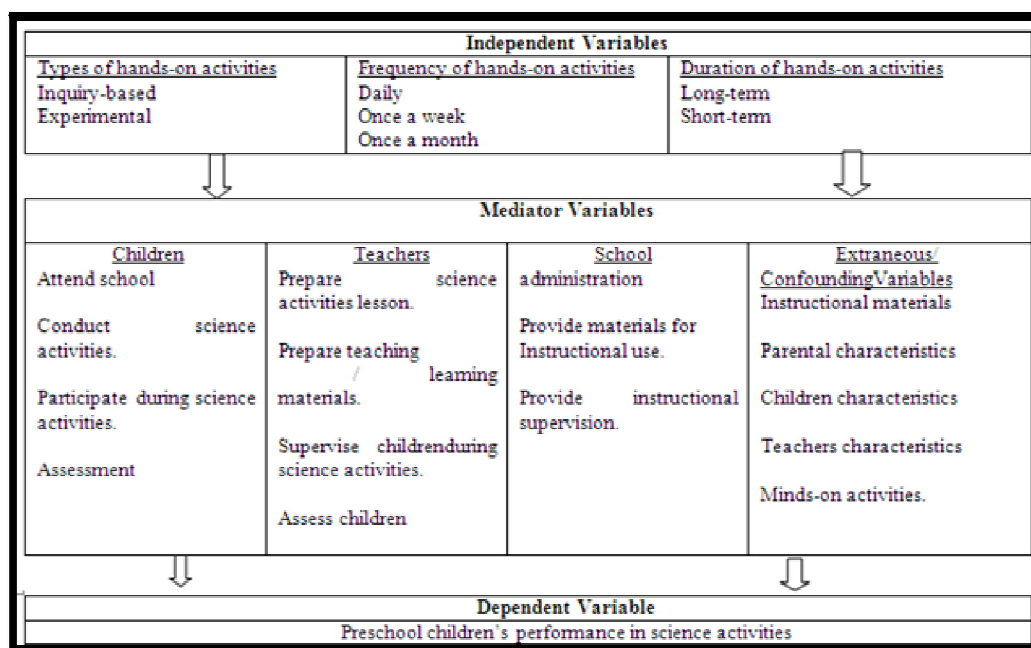 Independent Variables
Types of hands-on activities
Inquiry-based
Experimental
Frequency of hands-on activities
Daily
Once a week
Once a month
Duration of hands-on activities
Long-term
Short-term
Mediator Variables
Children
Attend school
Conduct science
activities.
Participate during science
activities.
Assessment
Teachers
Prepare science
activities lesson.
Prepare teaching
/ learning
materials.
Supervise childrenduring
science activities.
Assess children
School
administration
Provide materials for
Instructional use.
Provide instructional
supervision.
Extraneous/
ConfoundingVariables
Instructional materials
Parental characteristics
Children characteristics
Teachers characteristics
Minds-on activities.
Dependent Variable
Preschool children`s performance in science activities